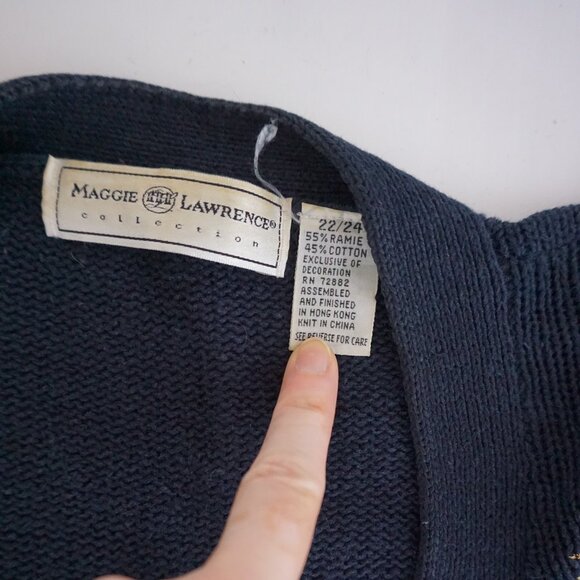 MAGGIE LAWRENCE®
collection
22/24
55% RAMIE
45% COTTON
EXCLUSIVE OF
DECORATION
RN 72882
ASSEMBLED
AND FINISHED
IN HONG KONG
KNIT IN CHINA
SEE REVERSE FOR CARE